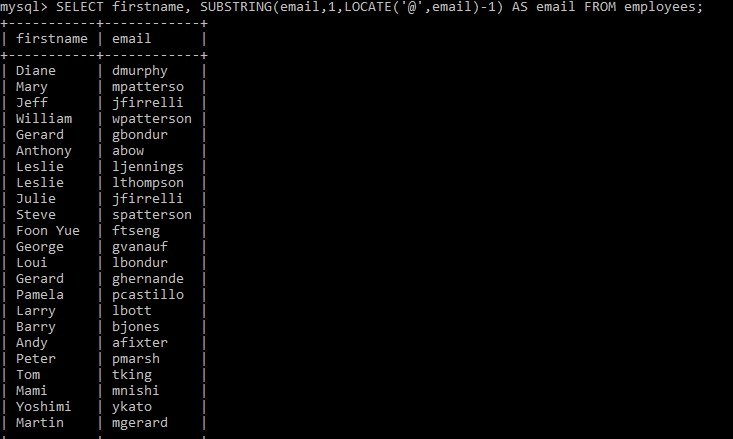 mysql> SELECT firstname, SUBSTRING(email,1,LOCATE('@',email)-1) AS email FROM employees;
+-----------+------------+
| firstname | email      |
+-----------+------------+
| Diane     | dmurphy    |
| Mary      | mpatterso  |
| Jeff      | jfirrelli  |
| William   | wpatterson |
| Gerard    | gbondur    |
| Anthony   | abow       |
| Leslie    | ljennings  |
| Leslie    | lthompson  |
| Julie     | jfirrelli  |
| Steve     | spatterson |
| Foon Yue  | ftseng     |
| George    | gvanauf    |
| Loui      | lbondur    |
| Gerard    | ghernande  |
| Pamela    | pcastillo  |
| Larry     | lbott      |
| Barry     | bjones     |
| Andy      | afixter    |
| Peter     | pmarsh     |
| Tom       | tking      |
| Mami      | mnishi     |
| Yoshimi   | ykato      |
| Martin    | mgerard    |